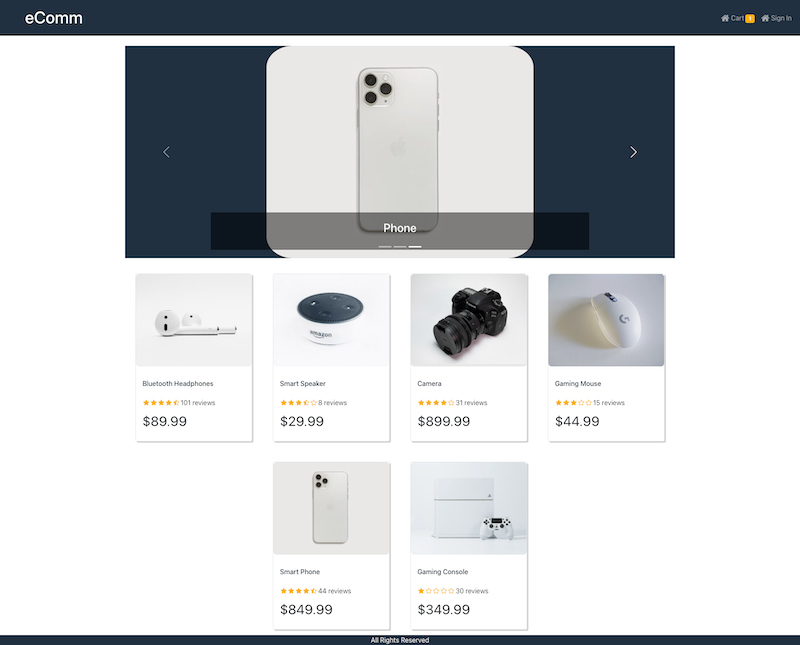 eComm
Cart 1
Sign In
Phone
amazon
Bluetooth Headphones
101 reviews
$89.99
Smart Speaker
8 reviews
$29.99
Camera
31 reviews
$899.99
Gaming Mouse
15 reviews
$44.99
Smart Phone
44 reviews
$849.99
Gaming Console
30 reviews
$349.99
All Rights Reserved